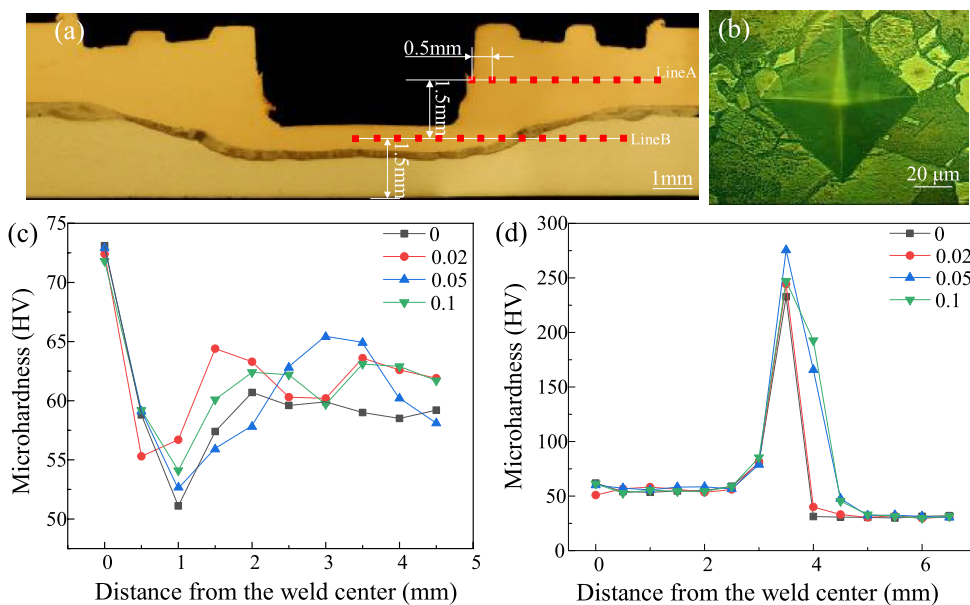 (a)
0.5mm
LineA
1.5mm
LineB
1.5mm
1mm
(b)
20 μm
(c)
0
0.02
0.05
0.1
75
70
65
60
55
50
Microhardness (HV)
0 1 2 3 4 5
Distance from the weld center (mm)
(d)
0
0.02
0.05
0.1
300
250
200
150
100
50
0
Microhardness (HV)
0 2 4 6
Distance from the weld center (mm)